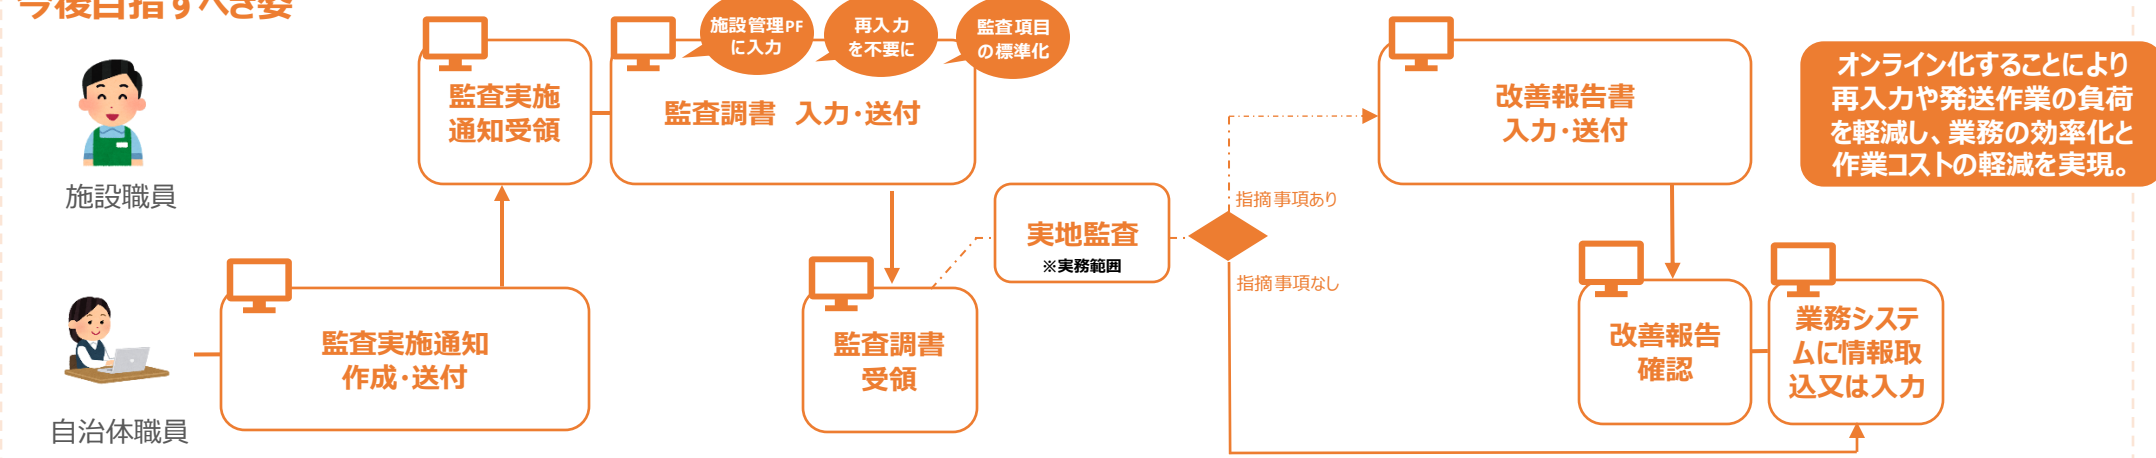 今後目指すべき姿
施設管理PF
に入力
再入力
を不要に
監査項目
の標準化
監査実施
通知受領
監査調書 入力・送付
改善報告書
入力・送付
オンライン化することにより
再入力や発送作業の負荷
を軽減し、業務の効率化と
作業コストの軽減を実現。
施設職員
指摘事項あり
実地監査
※実務範囲
指摘事項なし
監査実施通知
作成・送付
監査調書
受領
改善報告
確認
業務システ
ムに情報取
込又は入力
自治体職員